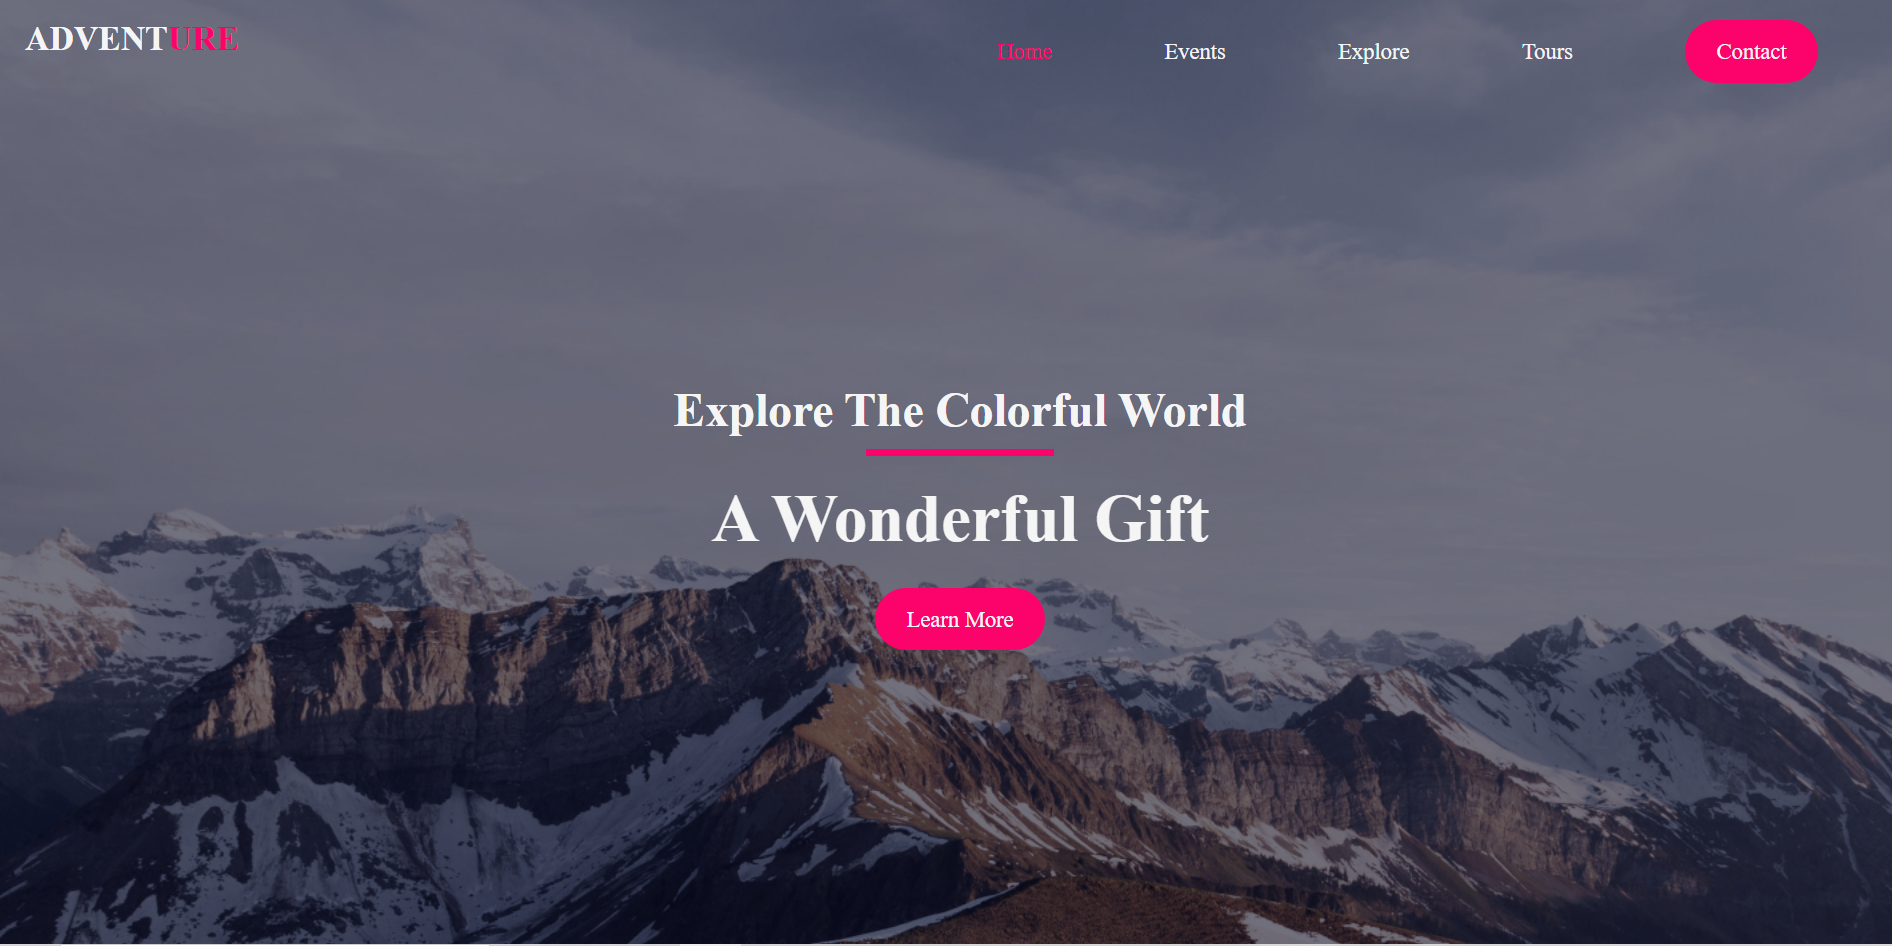 ADVENTURE
Home Events Explore Tours Contact
Explore The Colorful World
A Wonderful Gift
Learn More